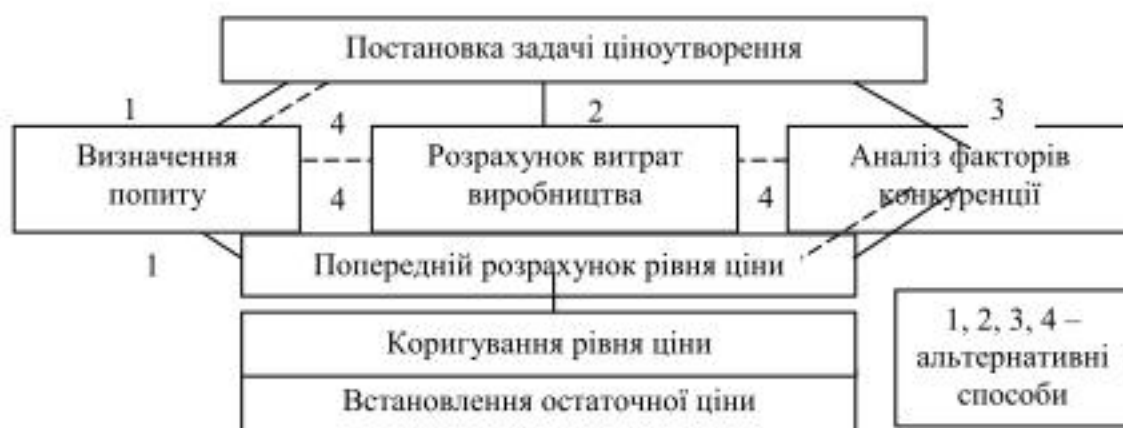 Постановка задачі ціноутворення
1
4
2
3
Визначення
попиту
Розрахунок витрат
виробництва
Аналіз факторів
конкуренції
4
4
1
Попередній розрахунок рівня ціни
Коригування рівня ціни
Встановлення остаточної ціни
1, 2, 3, 4 –
альтернативні
способи